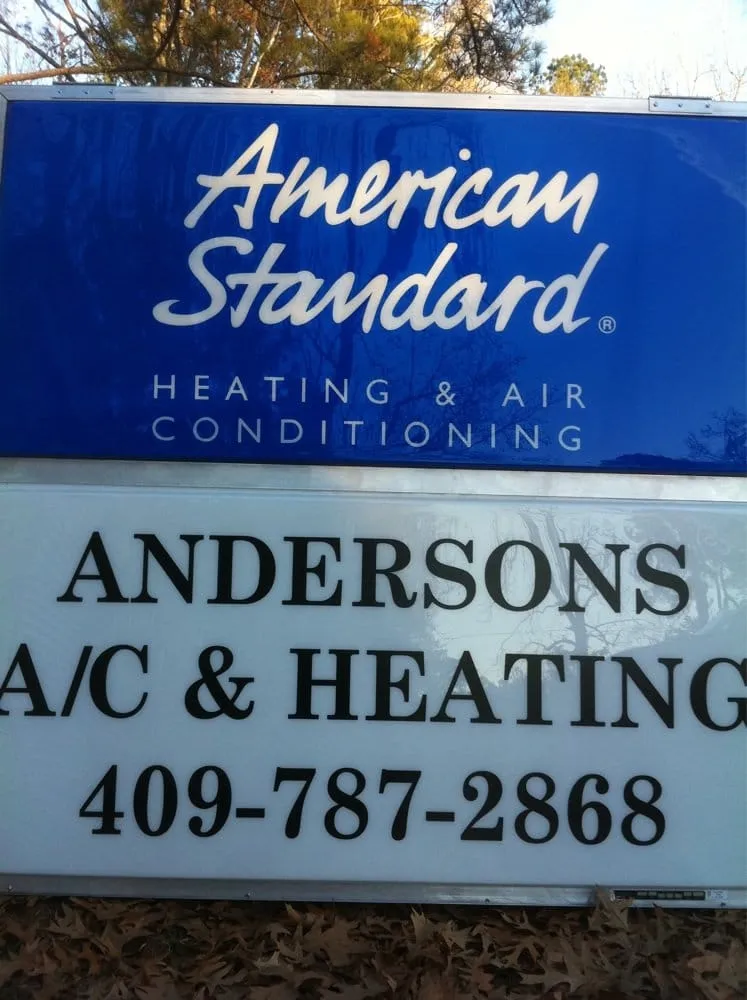 American
Standard®
HEATING & AIR
CONDITIONING
ANDERSONS
A/C & HEATING
409-787-2868